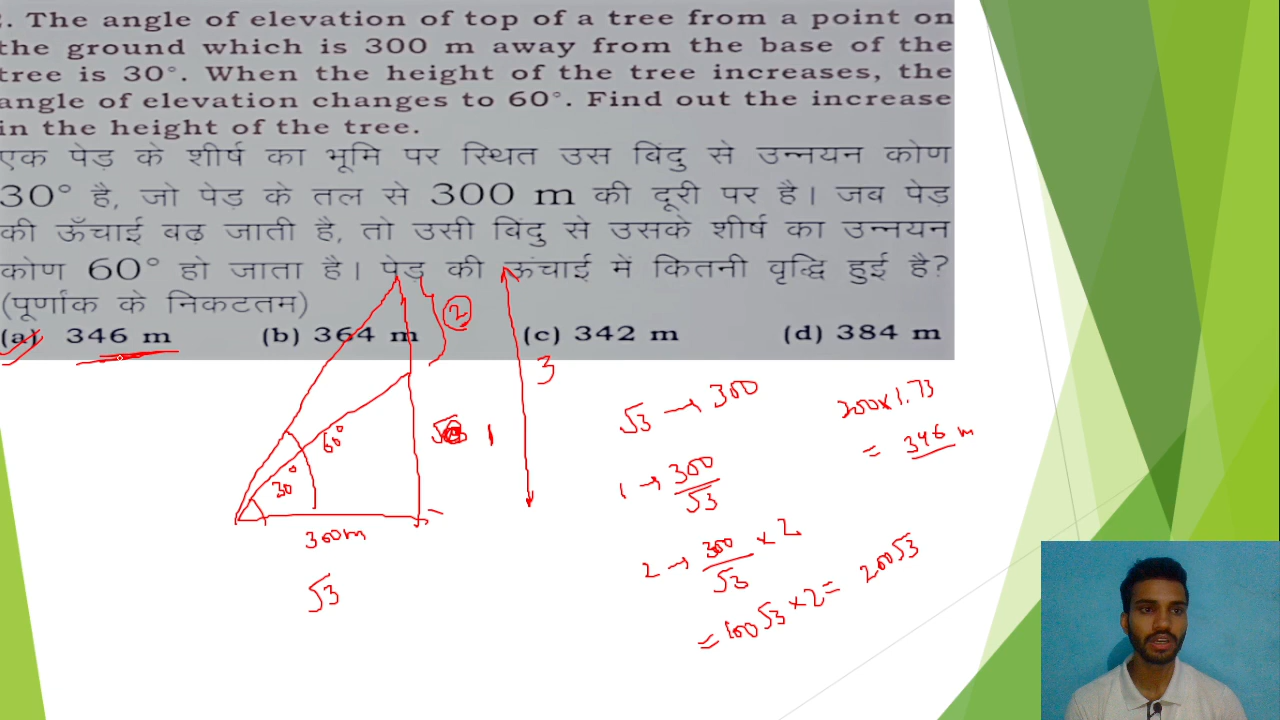 . The angle of elevation of top of a tree from a point on
the ground which is 300 m away from the base of the
tree is 30°. When the height of the tree increases, the
angle of elevation changes to 60°. Find out the increase
in the height of the tree.
एक पेड़ के शीर्ष का भूमि पर स्थित उस बिंदु से उन्नयन कोण
30° है, जो पेड़ के तल से 300 m की दूरी पर है। जब पेड़
की ऊँचाई बढ़ जाती है, तो उसी बिंदु से उसके शीर्ष का उन्नयन
कोण 60° हो जाता है। पेड़ की ऊंचाई में कितनी वृद्धि हुई है?
(पूर्णांक के निकटतम)
(a) 346 m (b) 364 m (c) 342 m (d) 384 m
2
3
60°
30°
1
300m
√3
√3 → 300
1 → 300/√3
2 → 300/√3 × 2
= 100√3 × 2 = 200√3
200×1.73
= 346 m